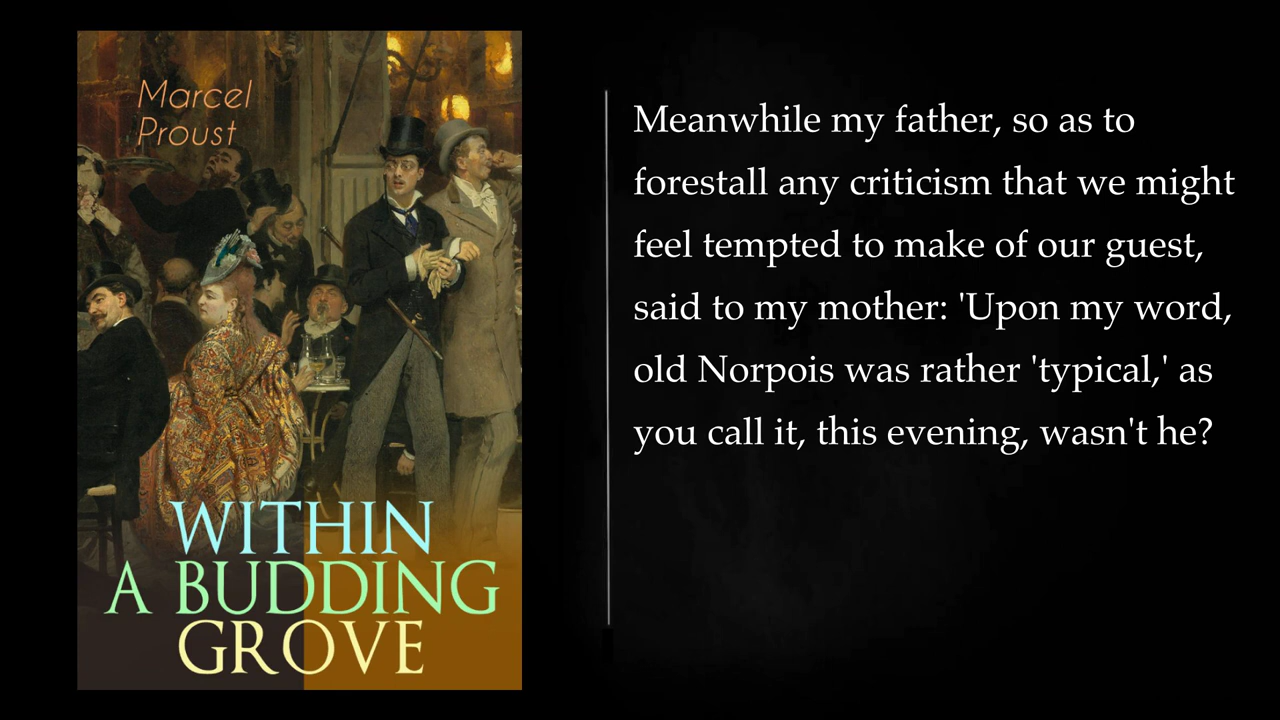 Marcel
Proust
WITHIN
A BUDDING
GROVE
Meanwhile my father, so as to
forestall any criticism that we might
feel tempted to make of our guest,
said to my mother: 'Upon my word,
old Norpois was rather 'typical,' as
you call it, this evening, wasn't he?